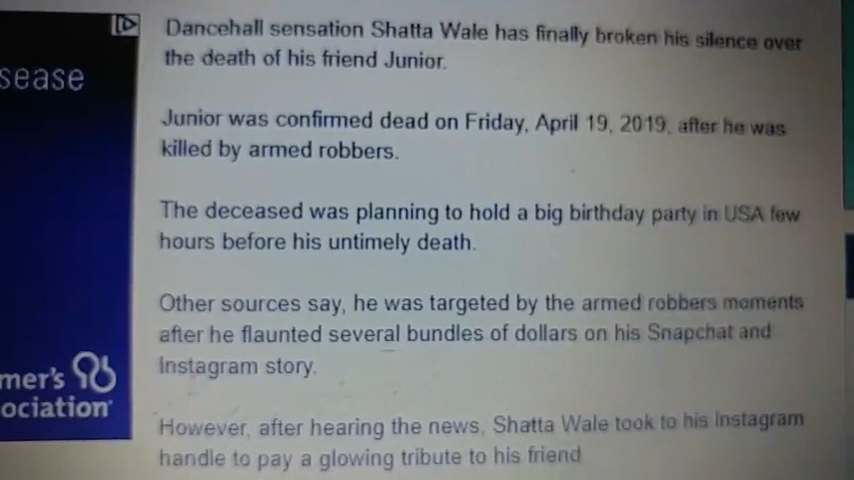 Dancehall sensation Shatta Wale has finally broken his silence over
the death of his friend Junior.
Junior was confirmed dead on Friday, April 19, 2019, after he was
killed by armed robbers.
The deceased was planning to hold a big birthday party in USA few
hours before his untimely death.
Other sources say, he was targeted by the armed robbers moments
after he flaunted several bundles of dollars on his Snapchat and
Instagram story.
However, after hearing the news, Shatta Wale took to his Instagram
handle to pay a glowing tribute to his friend
sease
mer's
ociation